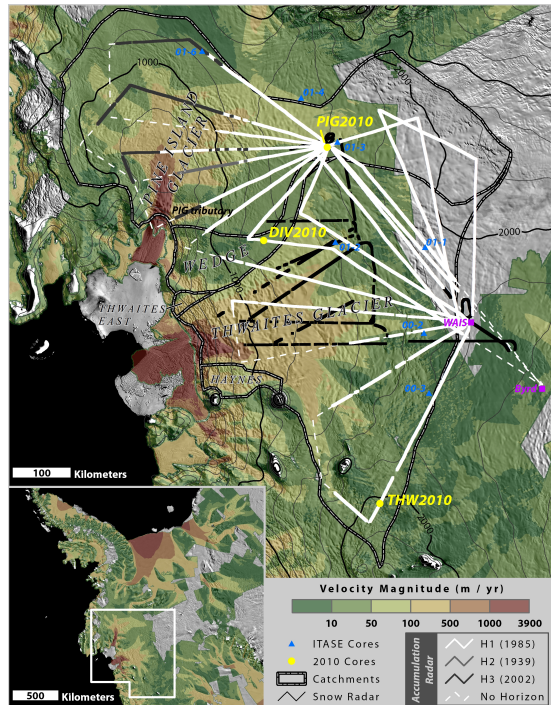 01-6
1000
2000
01-4
PIG2010
01-5
PINE ISLAND
GLACIER
PIG tributary
DIV2010
01-2
01-1
2000
WEDGE
THWAITES
EAST
THWAITES GLACIER
WAIS
00-1
HAYNES
Byrd
THW2010
2000
100 Kilometers
500 Kilometers
Velocity Magnitude (m / yr)
10 50 100 500 1000 3900
ITASE Cores
2010 Cores
Catchments
Snow Radar
Accumulation
Radar
H1 (1985)
H2 (1939)
H3 (2002)
No Horizon